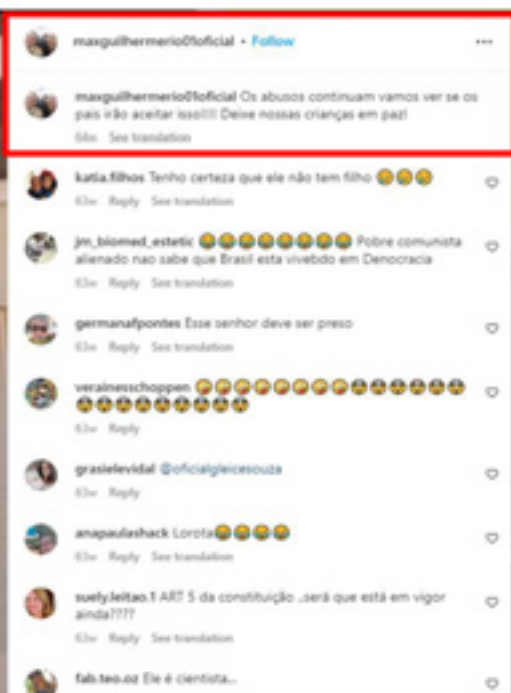 maxguilhermerio01oficial • Follow
maxguilhermerio01oficial Os abusos continuam vamos ver se os
pais irão aceitar isso!!!! Deixe nossas crianças em paz!
64w See translation
katia.filhos Tenho certeza que ele não tem filho 😂😂😂
63w Reply See translation
jm_biomed_estetic 😂😂😂😂😂😂😂😂 Pobre comunista
alienado nao sabe que Brasil esta vivebdo em Denocracia
63w Reply See translation
germanafpontes Esse senhor deve ser preso
63w Reply See translation
verainesschoppen
63w Reply
grasielevidal @oficialgleicesouza
63w Reply
anapaulashack Lorota😂😂😂😂
63w Reply See translation
suely.leitao.1 ART 5 da constituição ..será que está em vigor
ainda????
63w Reply See translation
fab.teo.oz Ele é cientista...